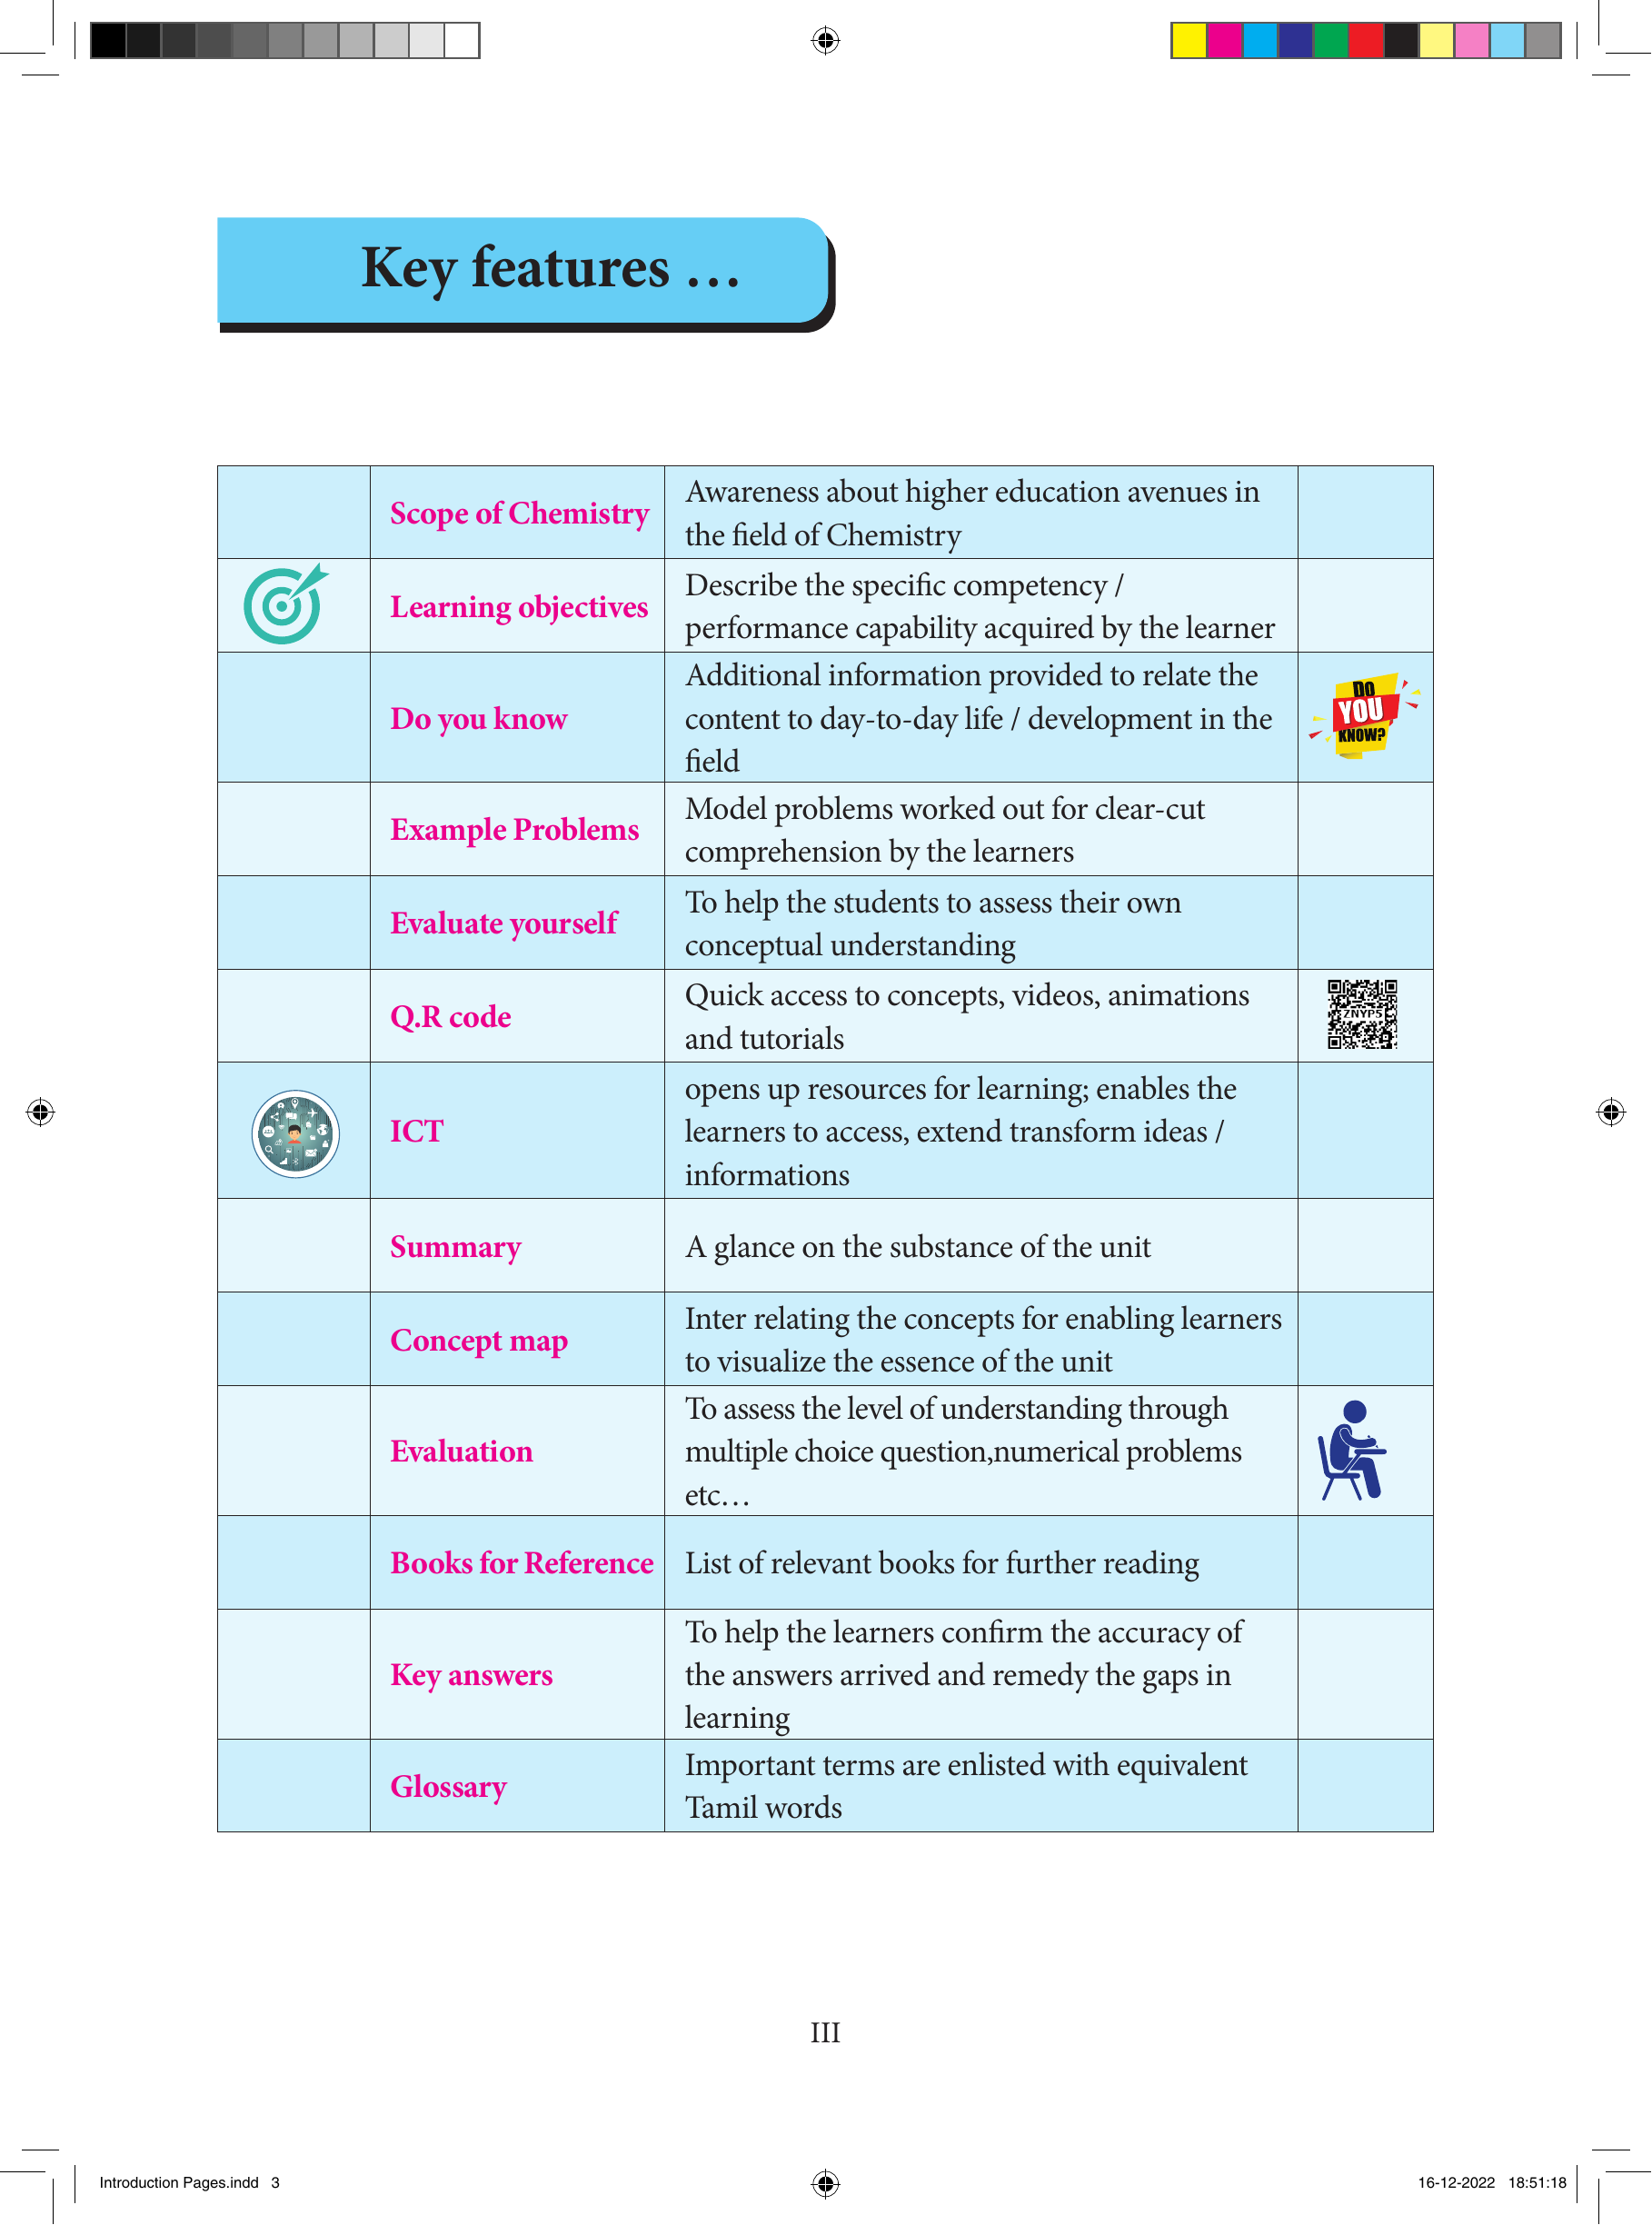 Key features …
Scope of Chemistry
Awareness about higher education avenues in
the field of Chemistry
Learning objectives
Describe the specific competency /
performance capability acquired by the learner
Do you know
Additional information provided to relate the
content to day-to-day life / development in the
field
DO
YOU
KNOW?
Example Problems
Model problems worked out for clear-cut
comprehension by the learners
Evaluate yourself
To help the students to assess their own
conceptual understanding
Q.R code
Quick access to concepts, videos, animations
and tutorials
ZNYP5
ICT
opens up resources for learning; enables the
learners to access, extend transform ideas /
informations
Summary
A glance on the substance of the unit
Concept map
Inter relating the concepts for enabling learners
to visualize the essence of the unit
Evaluation
To assess the level of understanding through
multiple choice question,numerical problems
etc…
Books for Reference
List of relevant books for further reading
Key answers
To help the learners confirm the accuracy of
the answers arrived and remedy the gaps in
learning
Glossary
Important terms are enlisted with equivalent
Tamil words
III
Introduction Pages.indd 3
16-12-2022 18:51:18